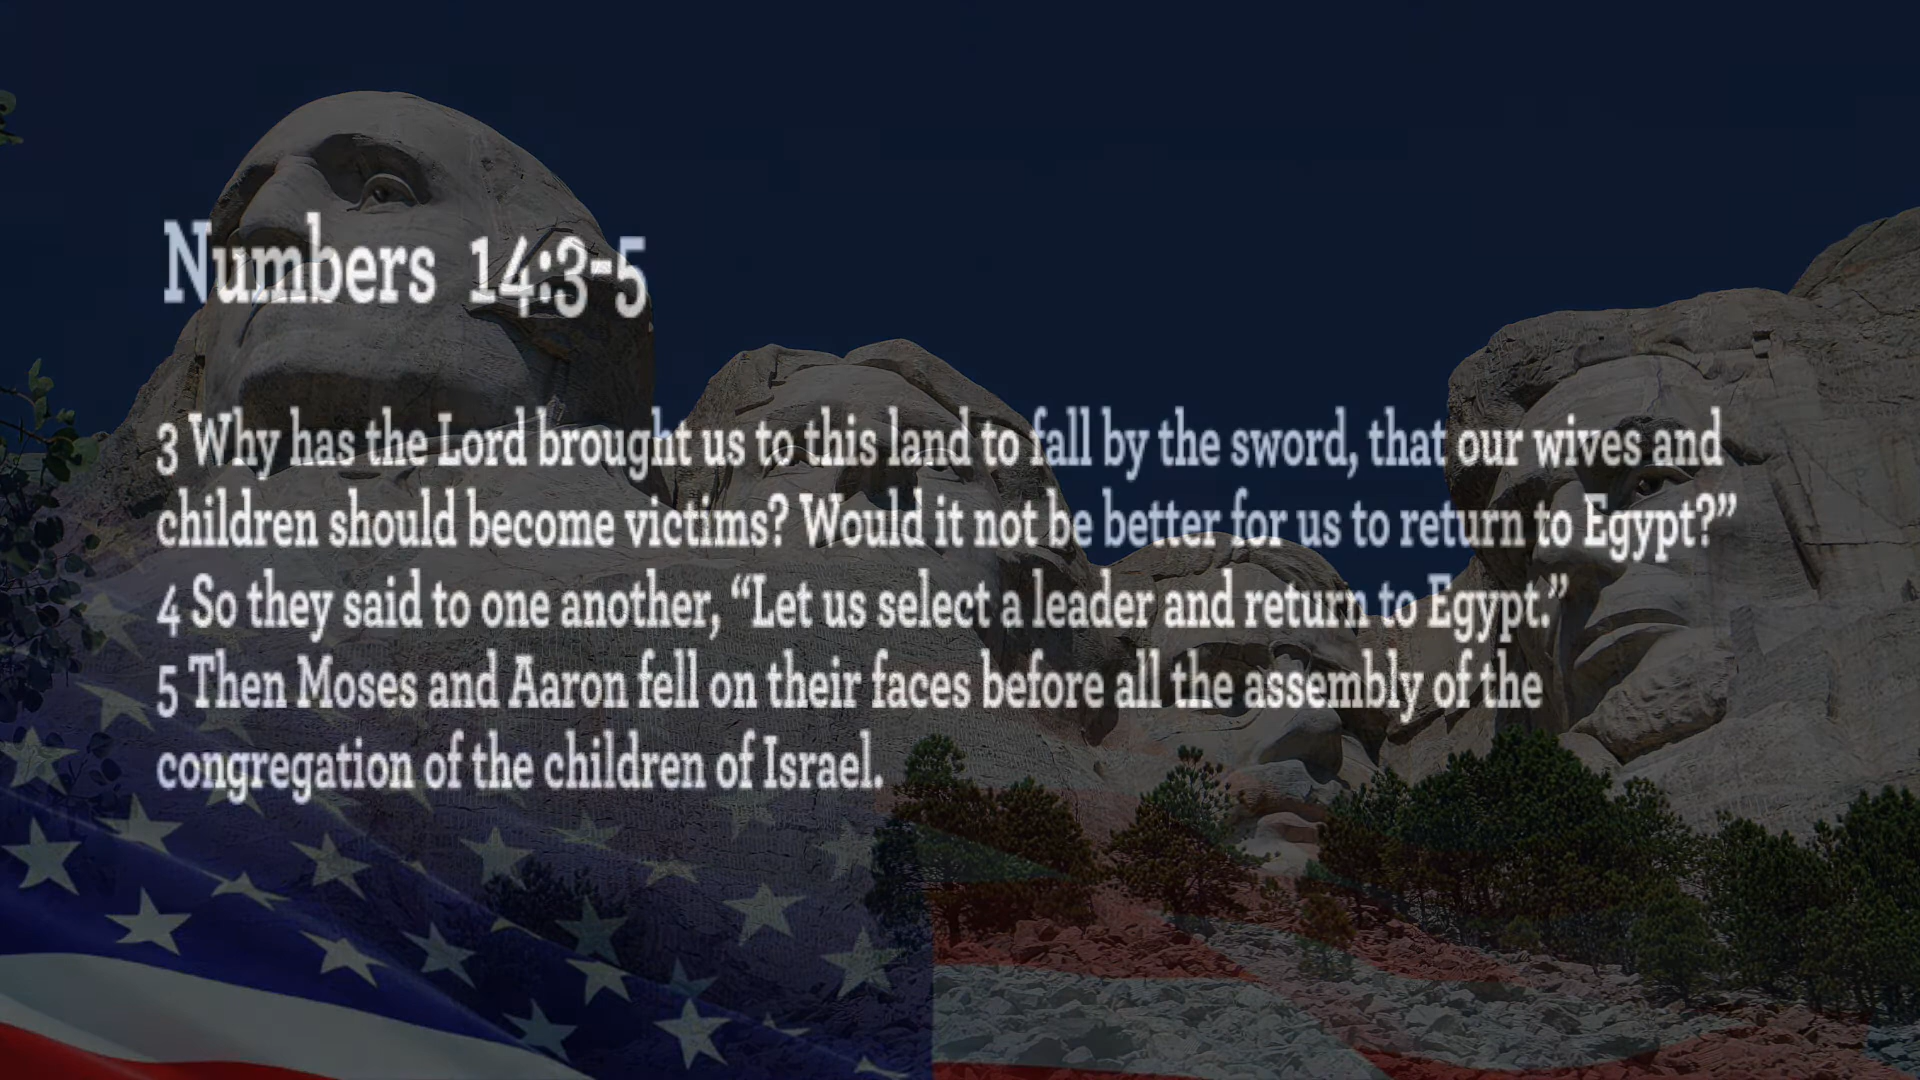 Numbers 14:3-5
3 Why has the Lord brought us to this land to fall by the sword, that our wives and
children should become victims? Would it not be better for us to return to Egypt?”
4 So they said to one another, “Let us select a leader and return to Egypt.”
5 Then Moses and Aaron fell on their faces before all the assembly of the
congregation of the children of Israel.